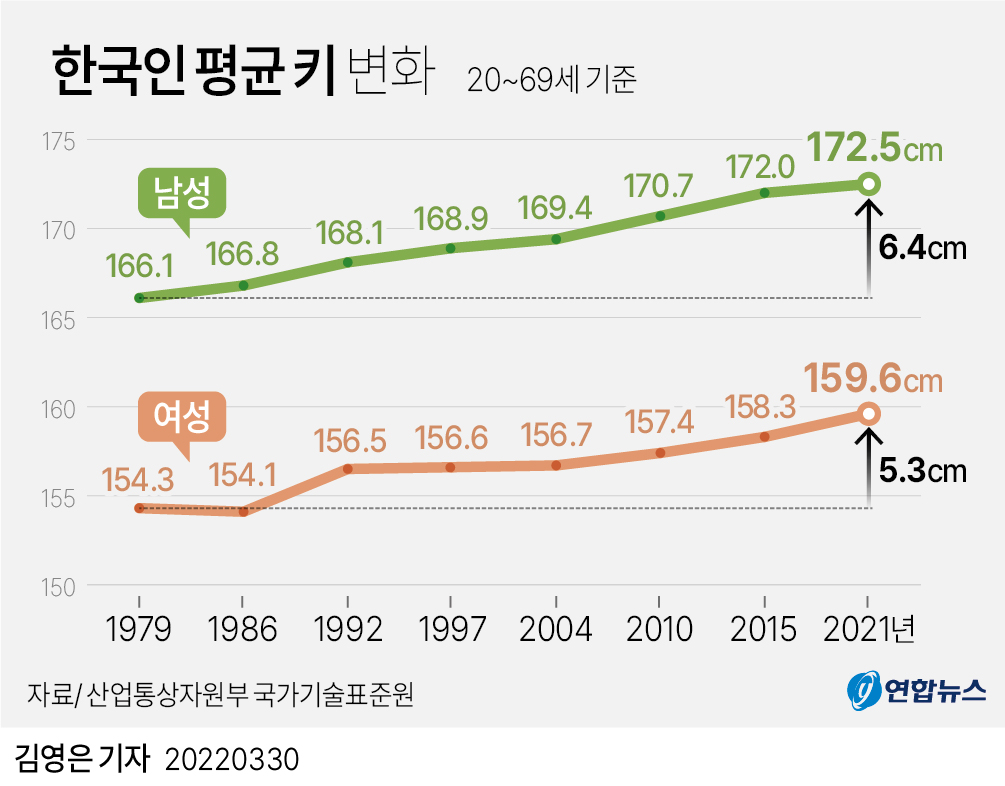 한국인 평균 키 변화 20~69세 기준
175
172.5cm
남성
166.1 166.8 168.1 168.9 169.4 170.7 172.0
170
6.4cm
165
159.6cm
160
여성
154.3 154.1 156.5 156.6 156.7 157.4 158.3
5.3cm
155
150
1979 1986 1992 1997 2004 2010 2015 2021년
자료/ 산업통상자원부 국가기술표준원
연합뉴스
김영은 기자 20220330